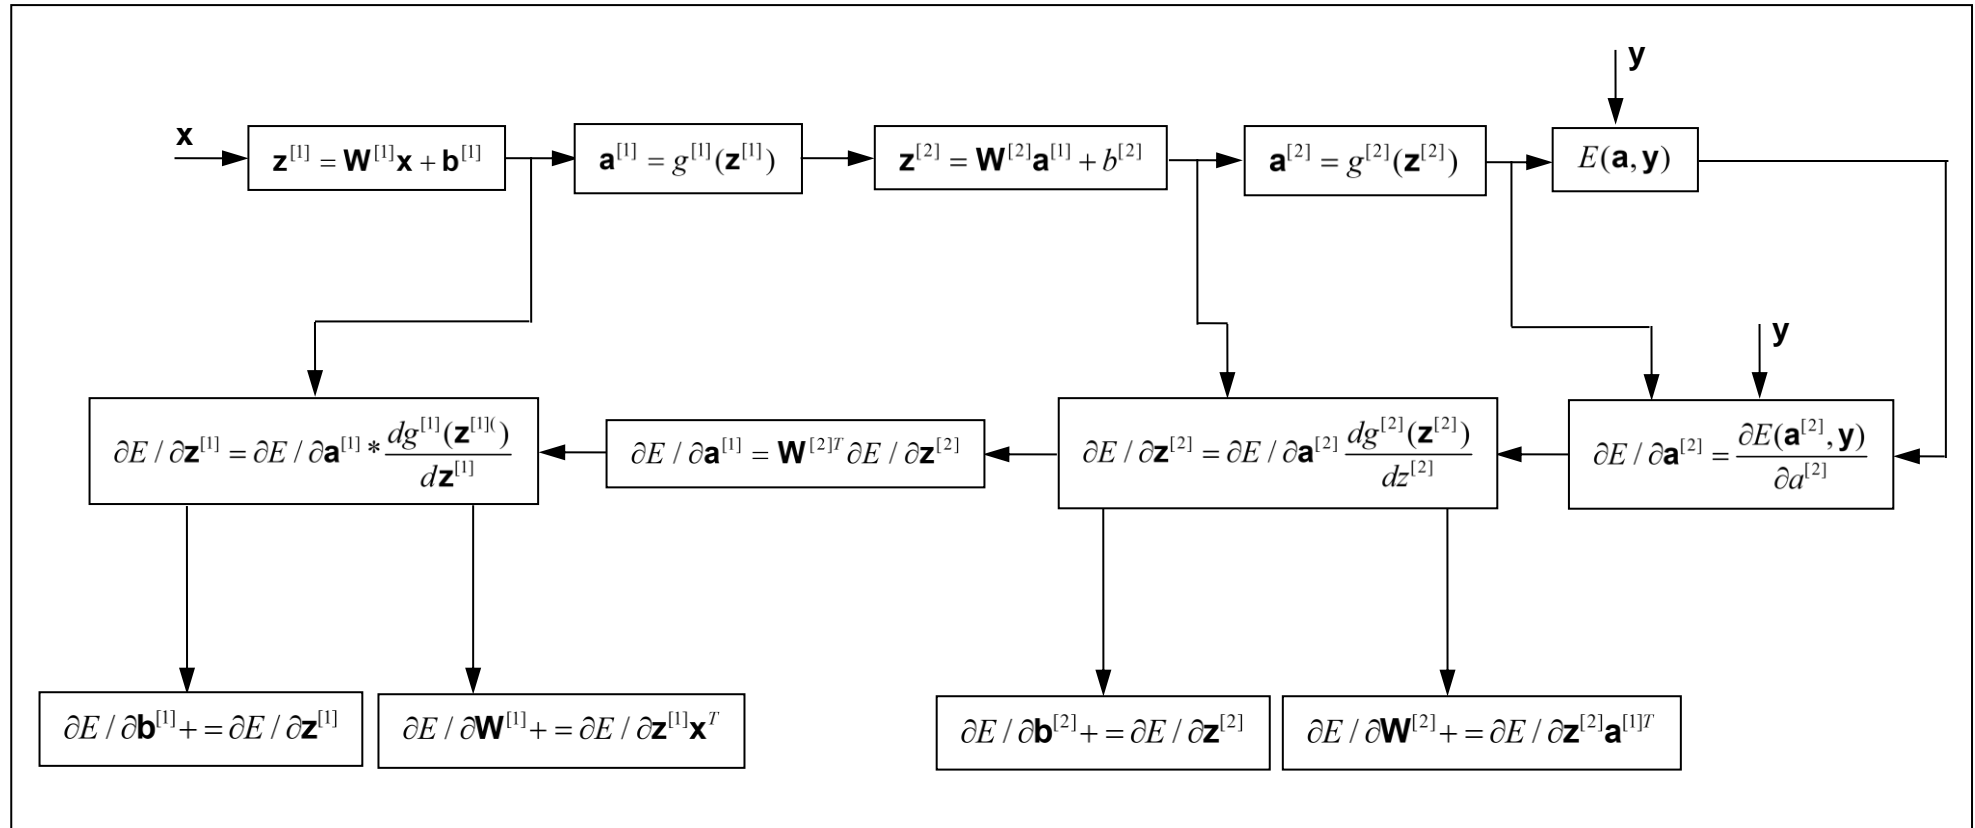 y
x
z^[1] = W^[1]x + b^[1]
a^[1] = g^[1](z^[1])
z^[2] = W^[2]a^[1] + b^[2]
a^[2] = g^[2](z^[2])
E(a, y)
y
∂E / ∂z^[1] = ∂E / ∂a^[1] * dg^[1](z^[1]() / dz^[1]
∂E / ∂a^[1] = W^[2]T ∂E / ∂z^[2]
∂E / ∂z^[2] = ∂E / ∂a^[2] dg^[2](z^[2]) / dz^[2]
∂E / ∂a^[2] = ∂E(a^[2], y) / ∂a^[2]
∂E / ∂b^[1] + = ∂E / ∂z^[1]
∂E / ∂W^[1] + = ∂E / ∂z^[1]x^T
∂E / ∂b^[2] + = ∂E / ∂z^[2]
∂E / ∂W^[2] + = ∂E / ∂z^[2]a^[1]T